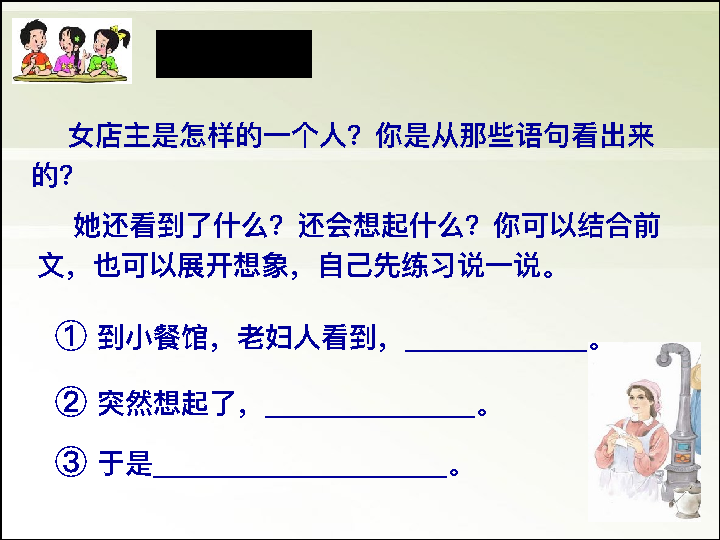 女店主是怎样的一个人？你是从那些语句看出来
的？
她还看到了什么？还会想起什么？你可以结合前
文，也可以展开想象，自己先练习说一说。
① 到小餐馆，老妇人看到，_____________。
② 突然想起了，_______________。
③ 于是_____________________。